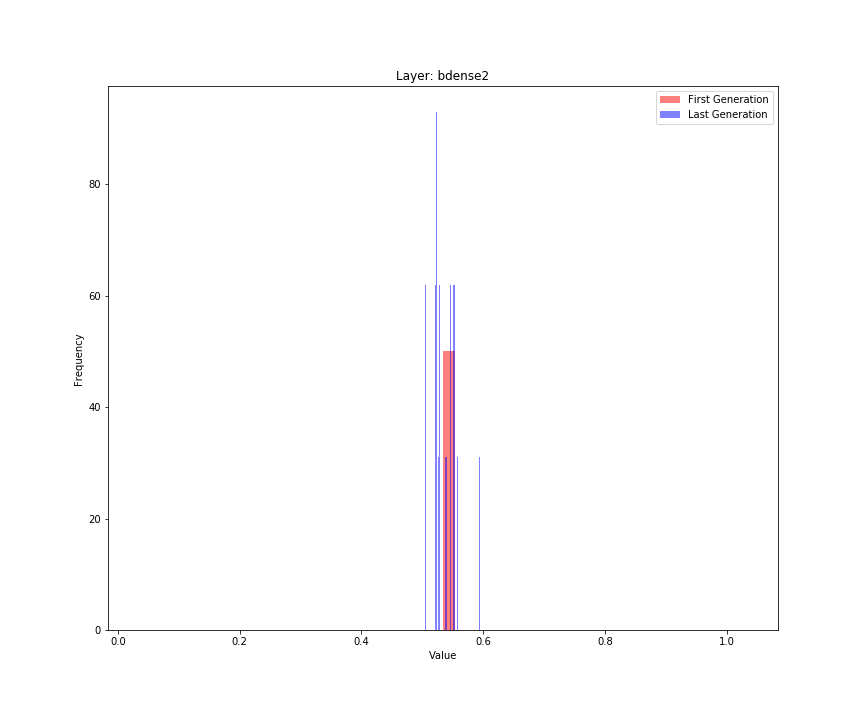 Layer: bdense2
First Generation
Last Generation
80
60
40
20
0
Frequency
0.0 0.2 0.4 0.6 0.8 1.0
Value